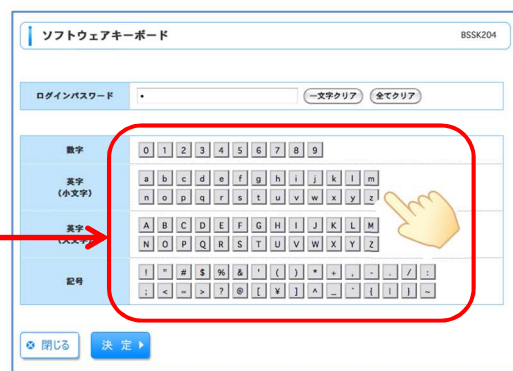 ソフトウェアキーボード BSSK204
ログインパスワード • 一文字クリア 全てクリア
数字 0 1 2 3 4 5 6 7 8 9
英字
(小文字)
a b c d e f g h i j k l m
n o p q r s t u v w x y z
英字
(大文字)
A B C D E F G H I J K L M
N O P Q R S T U V W X Y Z
記号
! " # $ % & ' ( ) * + , - . / :
; < = > ? @ [ ¥ ] ^ _ ` { | } ~
閉じる 決定